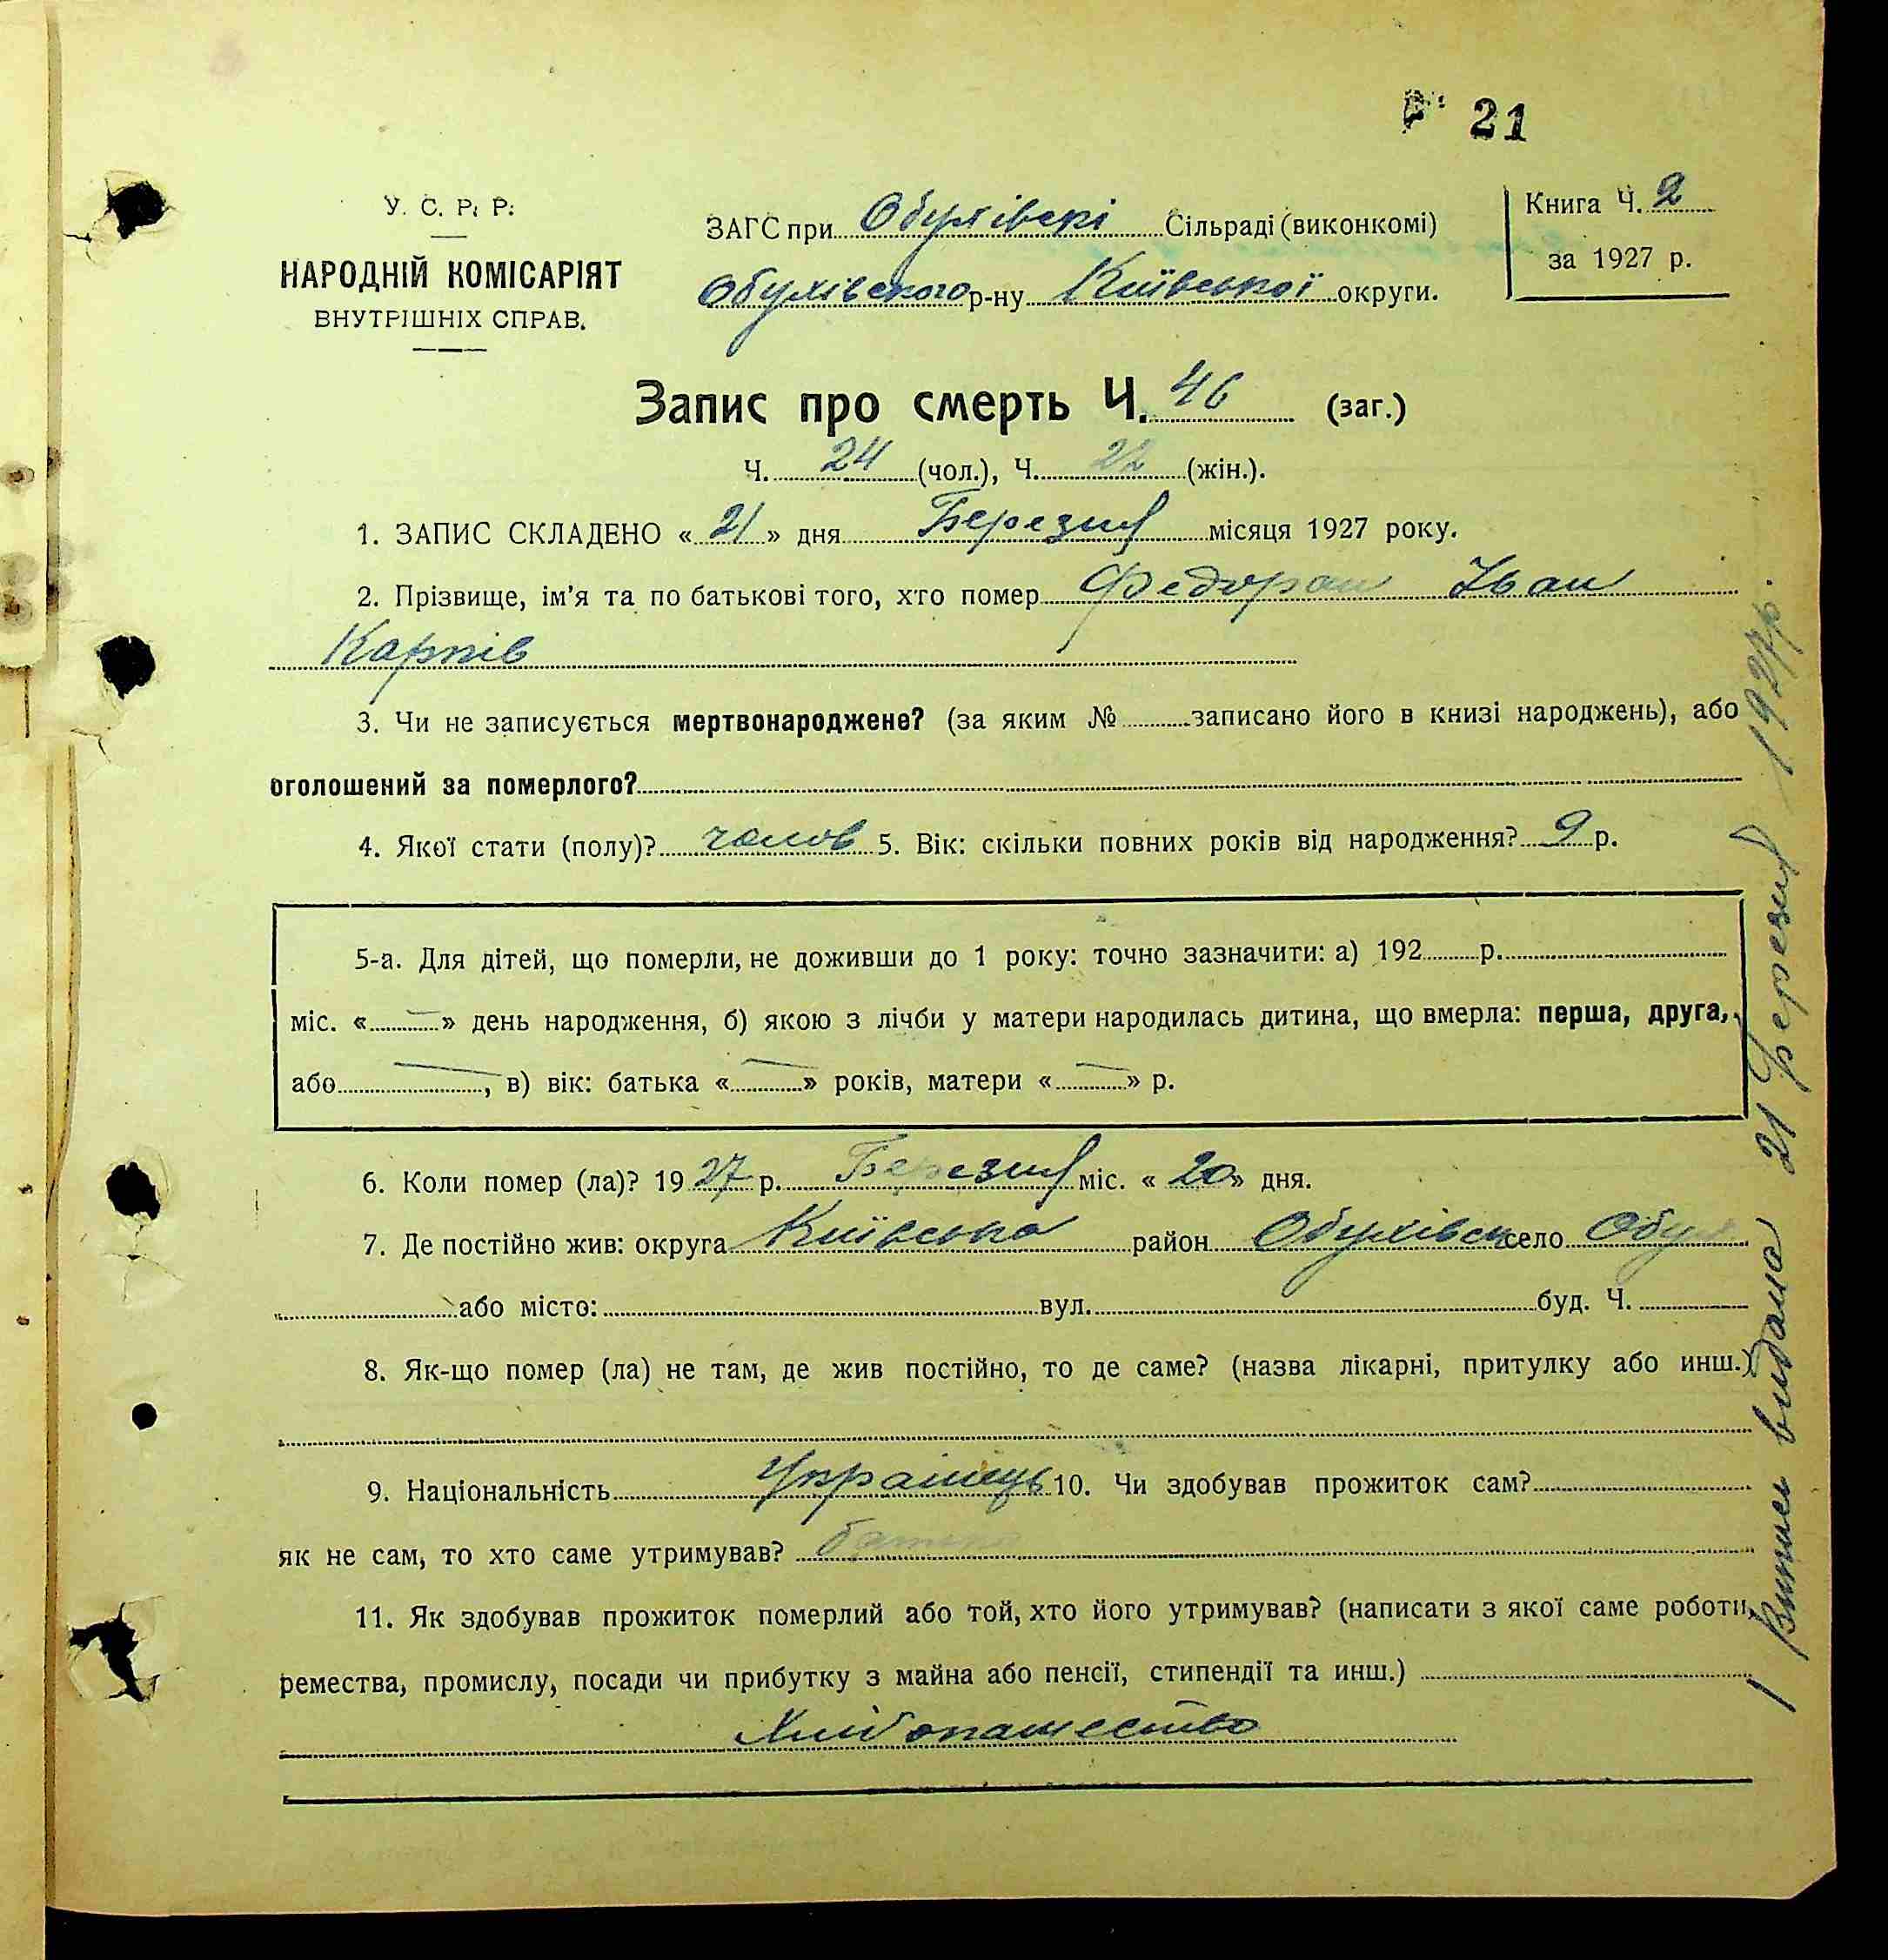 21
У. С. Р. Р.
НАРОДНІЙ КОМІСАРІЯТ
ВНУТРІШНІХ СПРАВ.
ЗАГС при Обухівскі Сільраді (виконкомі)
Обухівського р-ну Київської округи.
Книга Ч. 2
за 1927 р.
Запис про смерть Ч. 46 (заг.)
Ч. 24 (чол.), Ч. 22 (жін.).
1. ЗАПИС СКЛАДЕНО « 21 » дня Березня місяця 1927 року.
2. Прізвище, ім'я та по батькові того, хто помер Федоран Іван
Карпів
3. Чи не записується мертвонароджене? (за яким № записано його в книзі народжень), або
оголошений за померлого?
4. Якої стати (полу)? чолов 5. Вік: скільки повних років від народження? 9 р.
5-а. Для дітей, що померли, не доживши до 1 року: точно зазначити: а) 192 р.
міс. « — » день народження, б) якою з лічби у матери народилась дитина, що вмерла: перша, друга,
або —, в) вік: батька « — » років, матери « — » р.
6. Коли помер (ла)? 1927 р. Березня міс. « 20 » дня.
7. Де постійно жив: округа Київська район Обухівськ село Обух
або місто: вул. буд. Ч.
8. Як-що помер (ла) не там, де жив постійно, то де саме? (назва лікарні, притулку або инш.)
9. Національність Українець 10. Чи здобував прожиток сам?
як не сам, то хто саме утримував? батько
11. Як здобував прожиток померлий або той, хто його утримував? (написати з якої саме роботи,
ремества, промислу, посади чи прибутку з майна або пенсії, стипендії та инш.)
Хлібопашество
Випись видана 21 березня 1927 р.